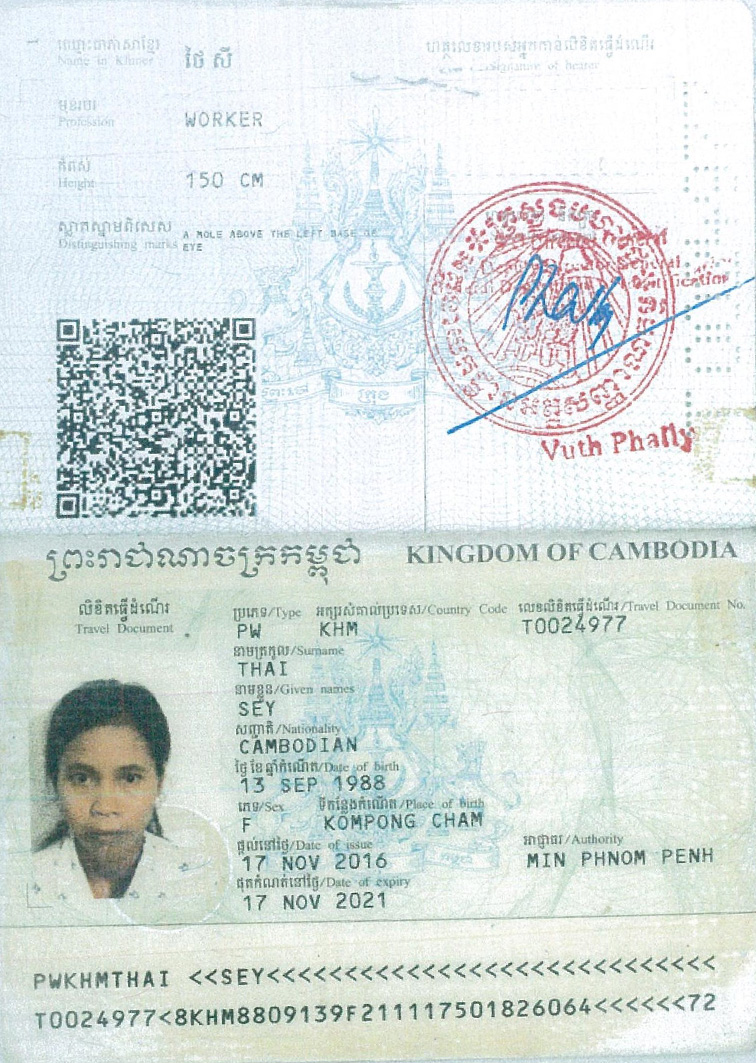 ឈ្មោះជាភាសាខ្មែរ
Name in Khmer
ថៃ សី
ហត្ថលេខារបស់អ្នកកាន់លិខិតធ្វើដំណើរ
Signature of bearer
មុខរបរ
Profession
WORKER
កំពស់
Height
150 CM
ស្លាកស្នាមពិសេស
Distinguishing marks
A MOLE ABOVE THE LEFT BASE OF
EYE
Vuth Phally
ព្រះរាជាណាចក្រកម្ពុជា KINGDOM OF CAMBODIA
លិខិតធ្វើដំណើរ
Travel Document
ប្រភេទ/Type អក្សរសំគាល់ប្រទេស/Country Code លេខលិខិតធ្វើដំណើរ/Travel Document No.
PW KHM T0024977
នាមត្រកូល/Surname
THAI
នាមខ្លួន/Given names
SEY
សញ្ជាតិ/Nationality
CAMBODIAN
ថ្ងៃ ខែ ឆ្នាំកំណើត/Date of birth
13 SEP 1988
ភេទ/Sex ទីកន្លែងកំណើត/Place of birth
F KOMPONG CHAM
ផ្តល់នៅថ្ងៃ/Date of issue
17 NOV 2016
អាជ្ញាធរ/Authority
MIN PHNOM PENH
ផុតកំណត់នៅថ្ងៃ/Date of expiry
17 NOV 2021
PWKHMTHAI <<SEY<<<<<<<<<<<<<<<<<<<<<<<<<<<<<<
T0024977<8KHM8809139F211117501826064<<<<<<72